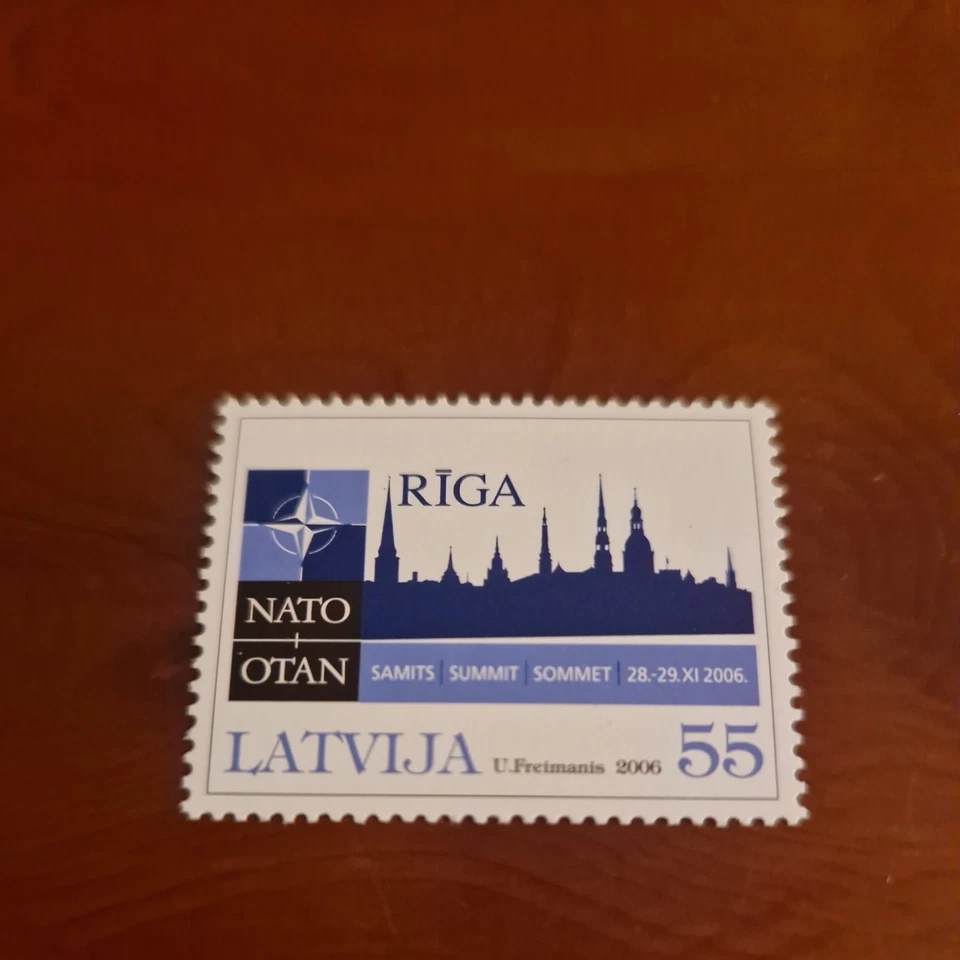 RĪGA
NATO
OTAN
SAMITS | SUMMIT | SOMMET | 28.-29.XI 2006.
LATVIJA U.Freimanis 2006 55